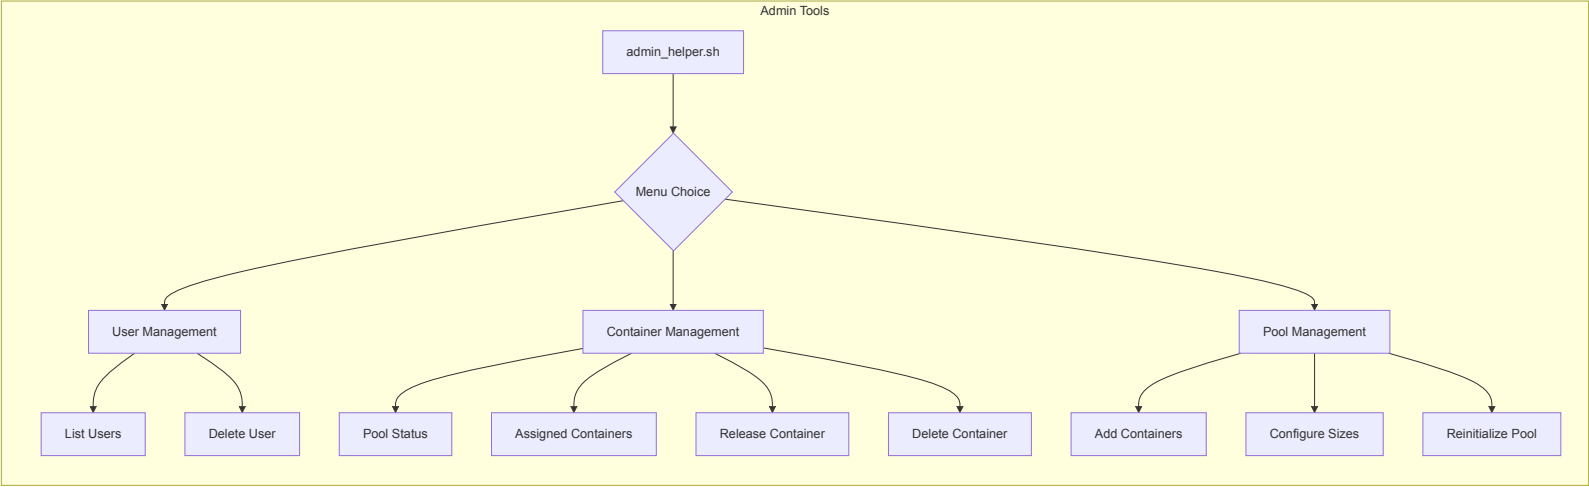 Admin Tools
admin_helper.sh
Menu Choice
User Management
Container Management
Pool Management
List Users
Delete User
Pool Status
Assigned Containers
Release Container
Delete Container
Add Containers
Configure Sizes
Reinitialize Pool